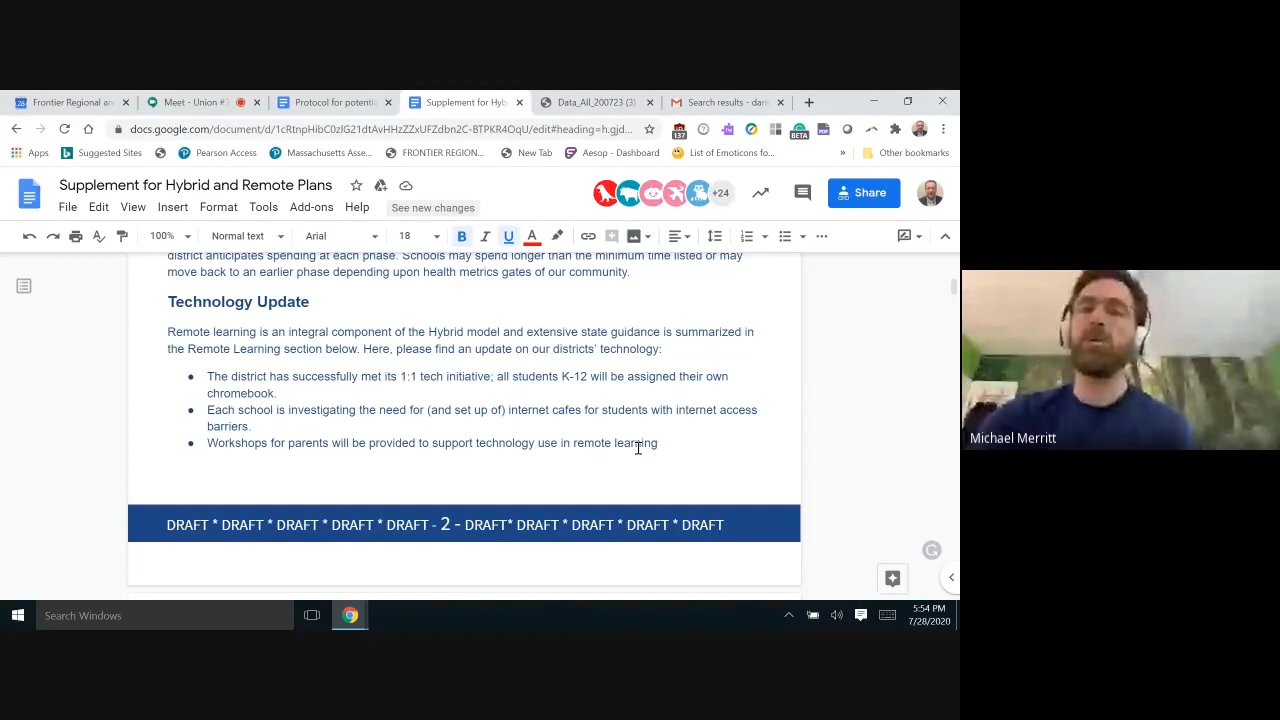 Frontier Regional an
Meet - Union #3
Protocol for potenti
Supplement for Hyb
Data_All_200723 (3)
Search results - dar
docs.google.com/document/d/1cRtnpHibC0zIG21dtAvHHzZZxUFZdbn2C-BTPKR4OqU/edit#heading=h.gjd...
137
BETA
Apps
Suggested Sites
Pearson Access
Massachusetts Asse...
FRONTIER REGION...
New Tab
Aesop - Dashboard
List of Emoticons fo...
»
Other bookmarks
Supplement for Hybrid and Remote Plans
+24
Share
File Edit View Insert Format Tools Add-ons Help See new changes
100% Normal text Arial 18 B I U A
district anticipates spending at each phase. Schools may spend longer than the minimum time listed or may
move back to an earlier phase depending upon health metrics gates of our community.
Technology Update
Remote learning is an integral component of the Hybrid model and extensive state guidance is summarized in
the Remote Learning section below. Here, please find an update on our districts' technology:
● The district has successfully met its 1:1 tech initiative; all students K-12 will be assigned their own
chromebook.
● Each school is investigating the need for (and set up of) internet cafes for students with internet access
barriers.
● Workshops for parents will be provided to support technology use in remote learning
DRAFT * DRAFT * DRAFT * DRAFT * DRAFT - 2 - DRAFT* DRAFT * DRAFT * DRAFT * DRAFT
Michael Merritt
Search Windows
5:54 PM
7/28/2020